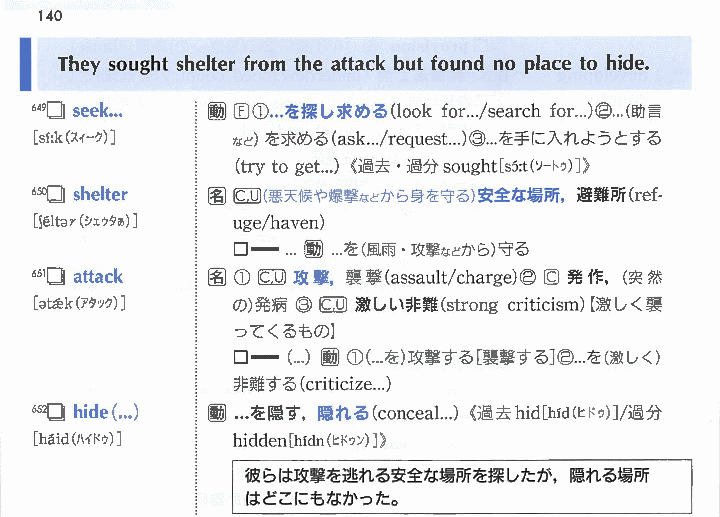 140
They sought shelter from the attack but found no place to hide.
649□ seek...
[síːk(スィーク)]
動 F①...を探し求める(look for.../search for...)②...(助言
など) を求める(ask.../request...)③...を手に入れようとする
(try to get...)《過去・過分 sought[sɔ́ːt(ソートゥ)]》
650□ shelter
[ʃéltər(シェゥタぁ)]
名 C,U(悪天候や爆撃などから身を守る)安全な場所，避難所(ref-
uge/haven)
□━ ... 動 ...を(風雨・攻撃などから)守る
651□ attack
[ətǽk(アタック)]
名 ① C,U 攻撃，襲撃(assault/charge)② C 発作，(突然
の)発病 ③ C,U 激しい非難(strong criticism)【激しく襲
ってくるもの】
□━ (...) 動 ①(...を)攻撃する[襲撃する]②...を(激しく)
非難する(criticize...)
652□ hide(...)
[háid(ハイドゥ)]
動 ...を隠す，隠れる(conceal...)《過去hid[híd(ヒドゥ)]/過分
hidden[hídn(ヒドゥン)]》
彼らは攻撃を逃れる安全な場所を探したが，隠れる場所
はどこにもなかった。